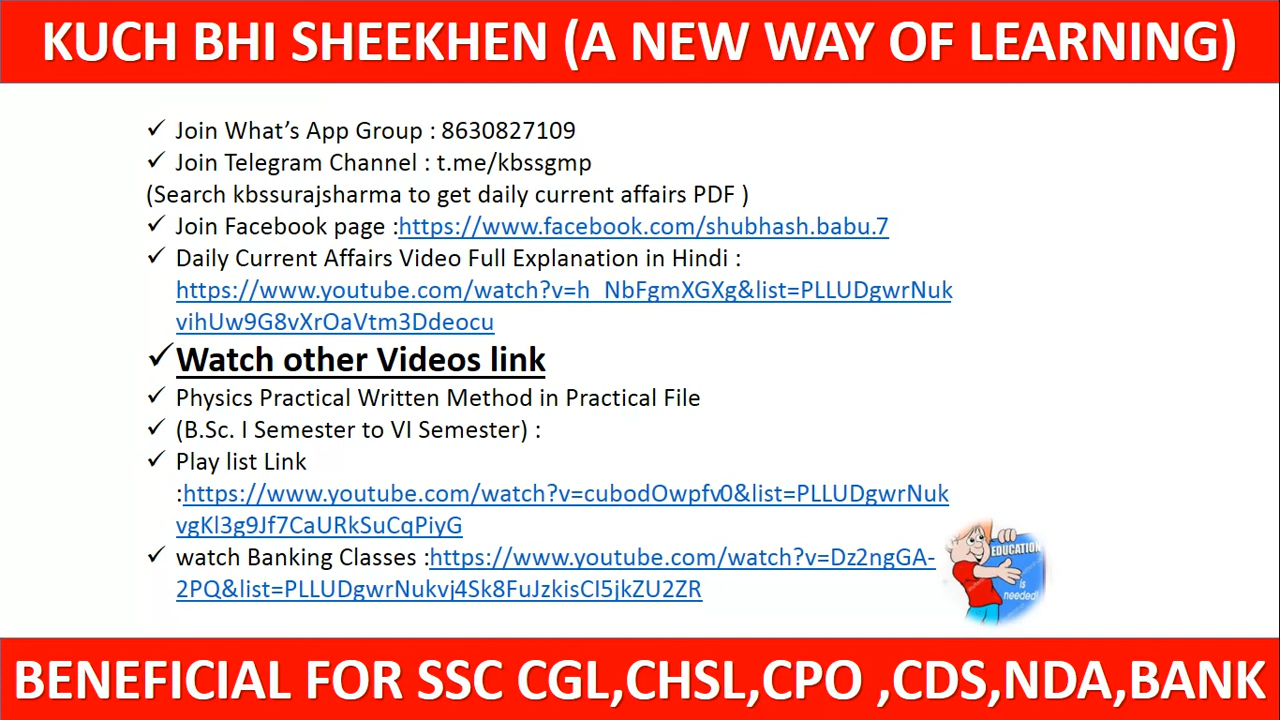 KUCH BHI SHEEKHEN (A NEW WAY OF LEARNING)
✓ Join What’s App Group : 8630827109
✓ Join Telegram Channel : t.me/kbssgmp
(Search kbssurajsharma to get daily current affairs PDF )
✓ Join Facebook page :https://www.facebook.com/shubhash.babu.7
✓ Daily Current Affairs Video Full Explanation in Hindi :
https://www.youtube.com/watch?v=h_NbFgmXGXg&list=PLLUDgwrNuk
vihUw9G8vXrOaVtm3Ddeocu
✓ Watch other Videos link
✓ Physics Practical Written Method in Practical File
✓ (B.Sc. I Semester to VI Semester) :
✓ Play list Link
:https://www.youtube.com/watch?v=cubodOwpfv0&list=PLLUDgwrNuk
vgKl3g9Jf7CaURkSuCqPiyG
✓ watch Banking Classes :https://www.youtube.com/watch?v=Dz2ngGA-
2PQ&list=PLLUDgwrNukvj4Sk8FuJzkisCI5jkZU2ZR
EDUCATION
is
needed!
BENEFICIAL FOR SSC CGL,CHSL,CPO ,CDS,NDA,BANK